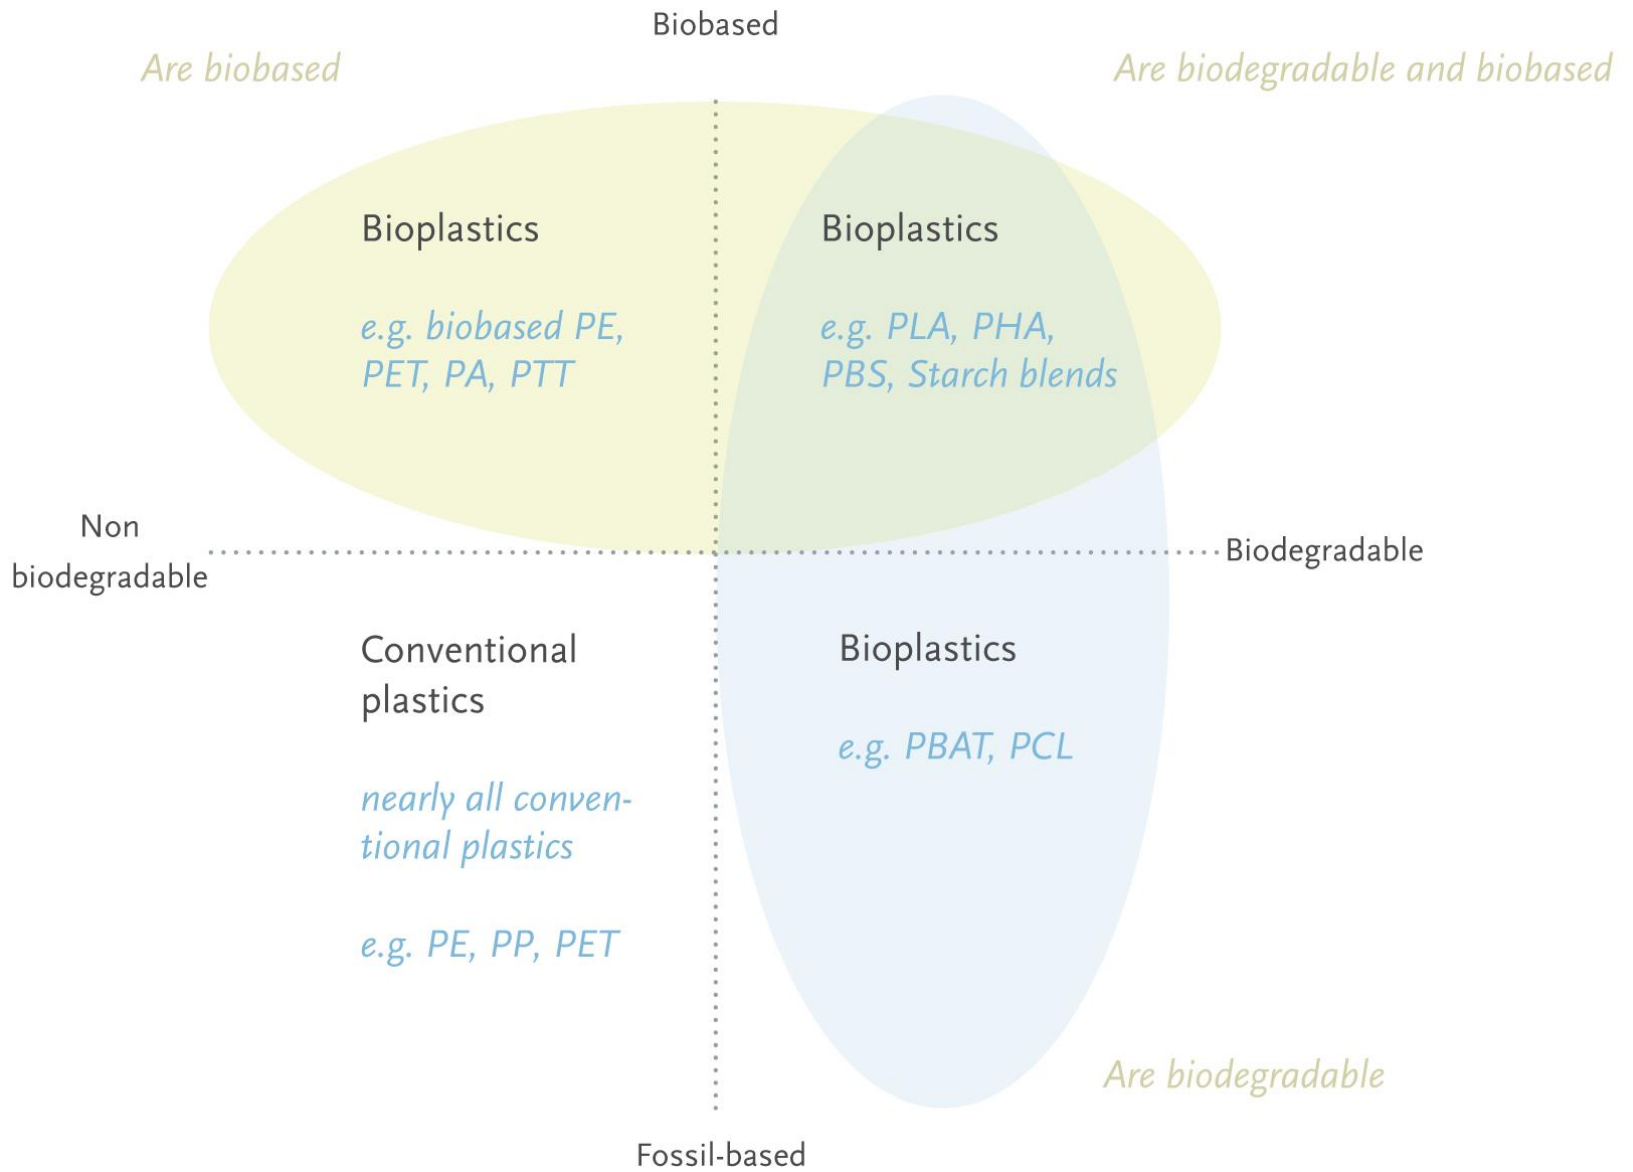 Biobased
Are biobased
Are biodegradable and biobased
Bioplastics
e.g. biobased PE,
PET, PA, PTT
Bioplastics
e.g. PLA, PHA,
PBS, Starch blends
Non
biodegradable
Biodegradable
Conventional
plastics
nearly all conven-
tional plastics
e.g. PE, PP, PET
Bioplastics
e.g. PBAT, PCL
Are biodegradable
Fossil-based